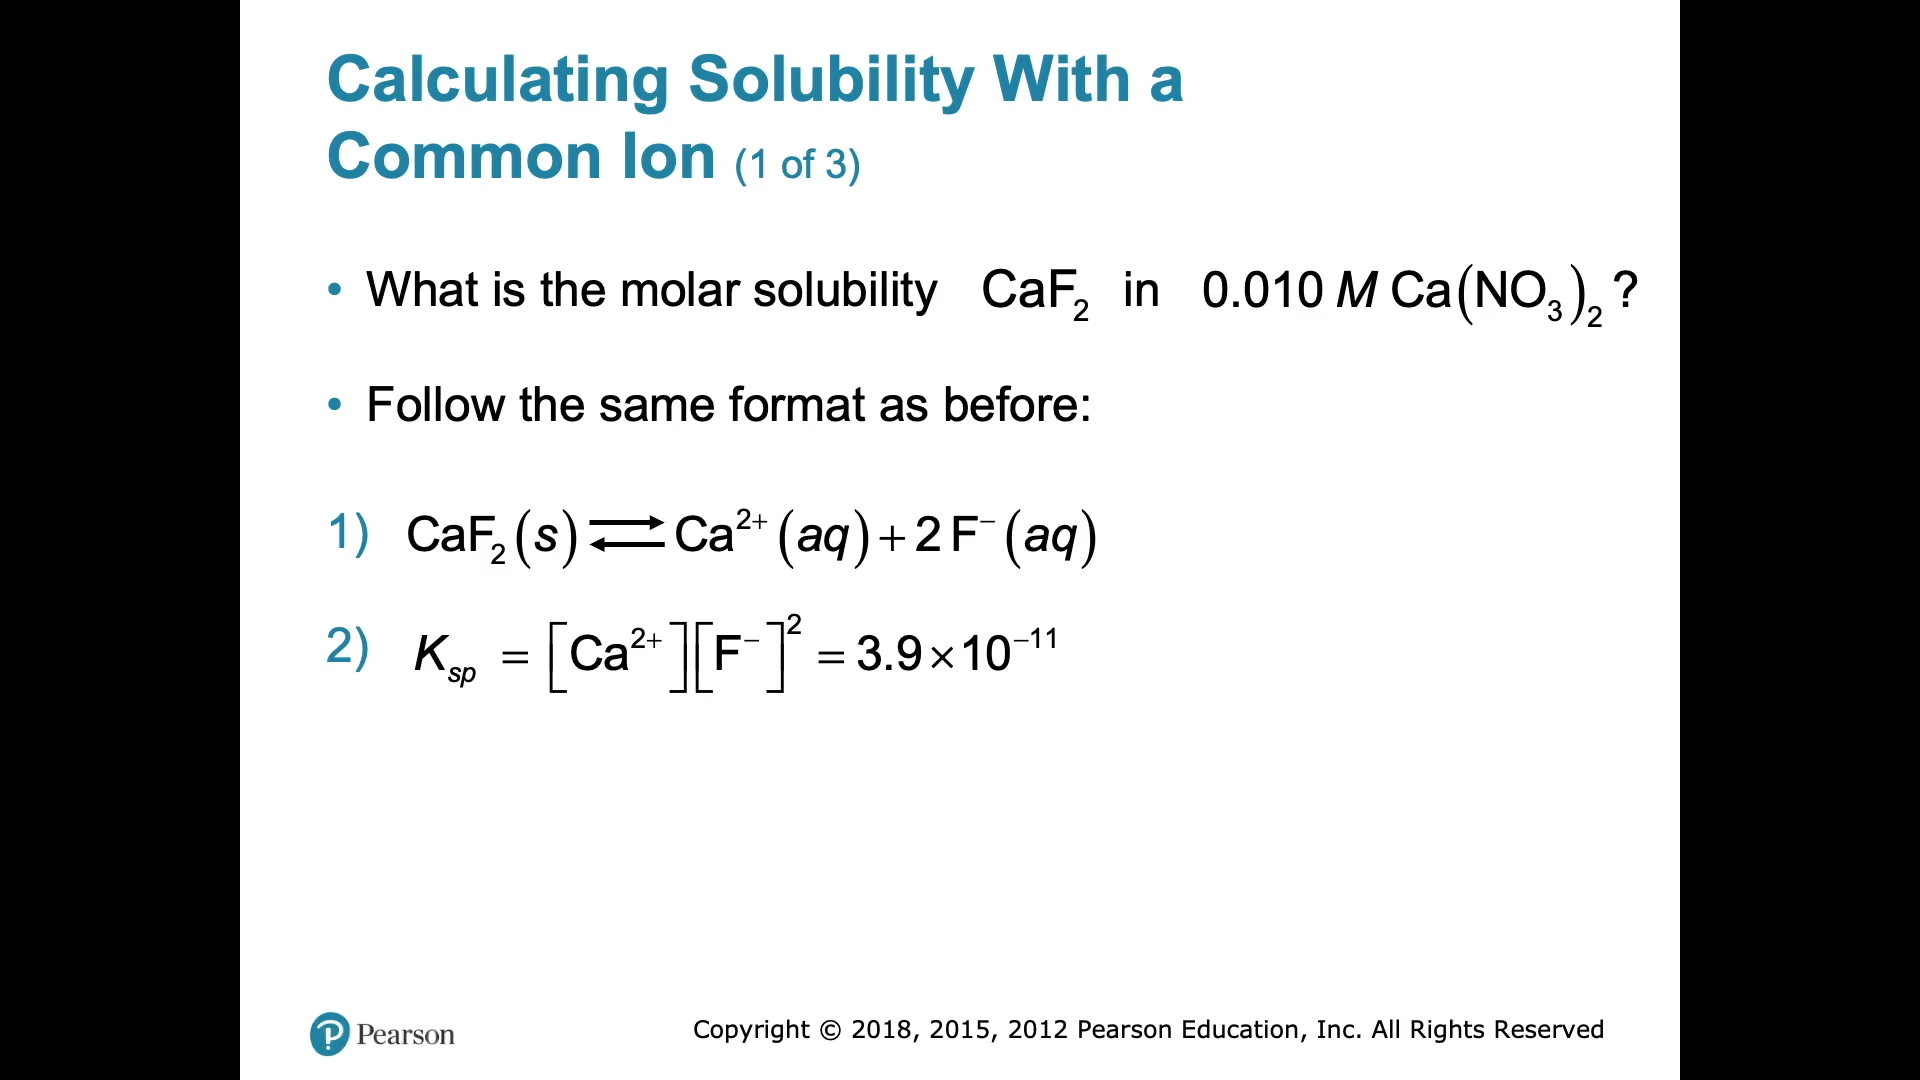 Calculating Solubility With a
Common Ion (1 of 3)
• What is the molar solubility CaF₂ in 0.010 M Ca(NO₃)₂ ?
• Follow the same format as before:
1) CaF₂(s) ⇌ Ca²⁺(aq) + 2 F⁻(aq)
2) Kₛₚ = [Ca²⁺][F⁻]² = 3.9 × 10⁻¹¹
P Pearson
Copyright © 2018, 2015, 2012 Pearson Education, Inc. All Rights Reserved